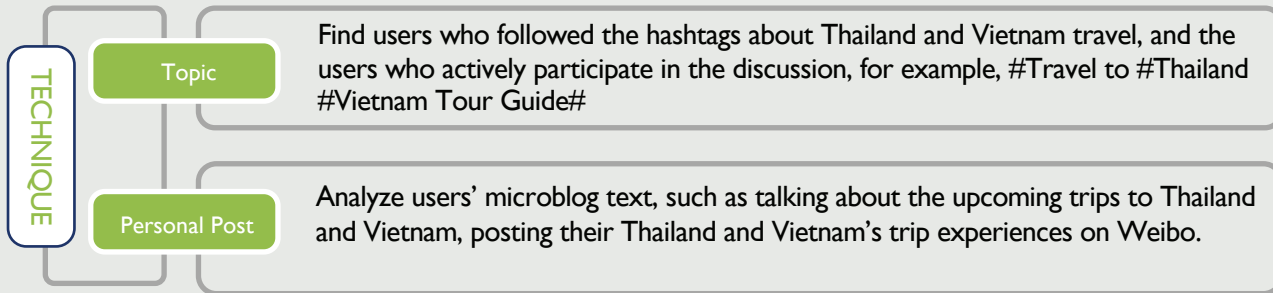 TECHNIQUE
Topic
Find users who followed the hashtags about Thailand and Vietnam travel, and the
users who actively participate in the discussion, for example, #Travel to #Thailand
#Vietnam Tour Guide#
Personal Post
Analyze users' microblog text, such as talking about the upcoming trips to Thailand
and Vietnam, posting their Thailand and Vietnam's trip experiences on Weibo.